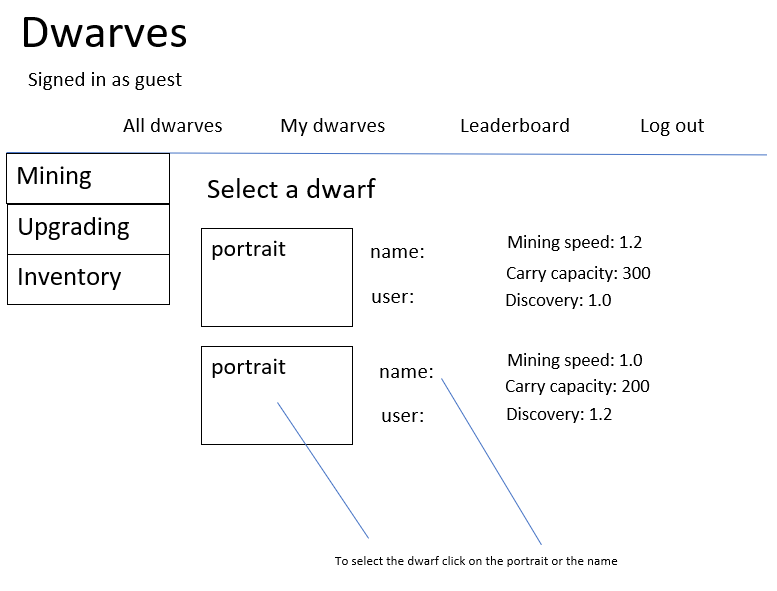 Dwarves
Signed in as guest
All dwarves My dwarves Leaderboard Log out
Mining
Upgrading
Inventory
Select a dwarf
portrait
name:
user:
Mining speed: 1.2
Carry capacity: 300
Discovery: 1.0
portrait
name:
user:
Mining speed: 1.0
Carry capacity: 200
Discovery: 1.2
To select the dwarf click on the portrait or the name